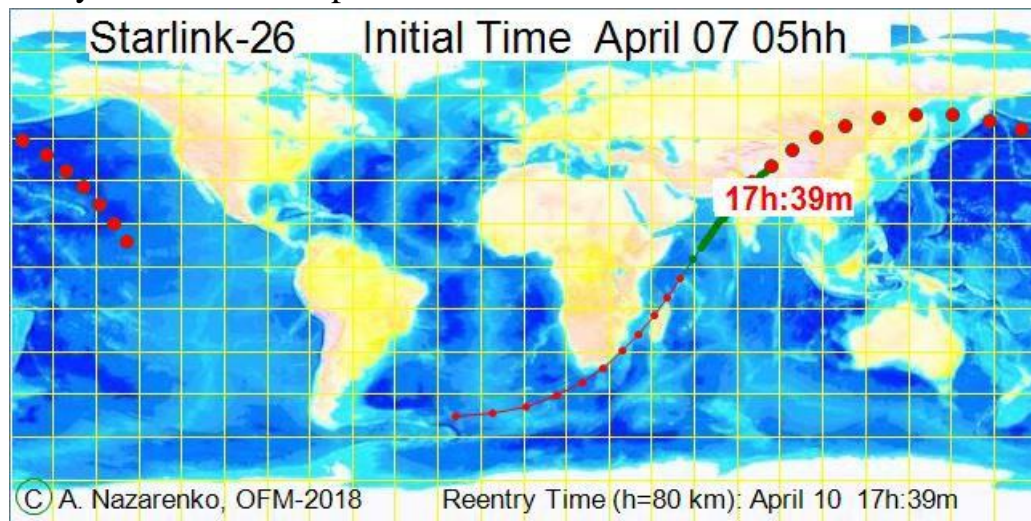 Starlink-26 Initial Time April 07 05hh
17h:39m
© A. Nazarenko, OFM-2018 Reentry Time (h=80 km): April 10 17h:39m